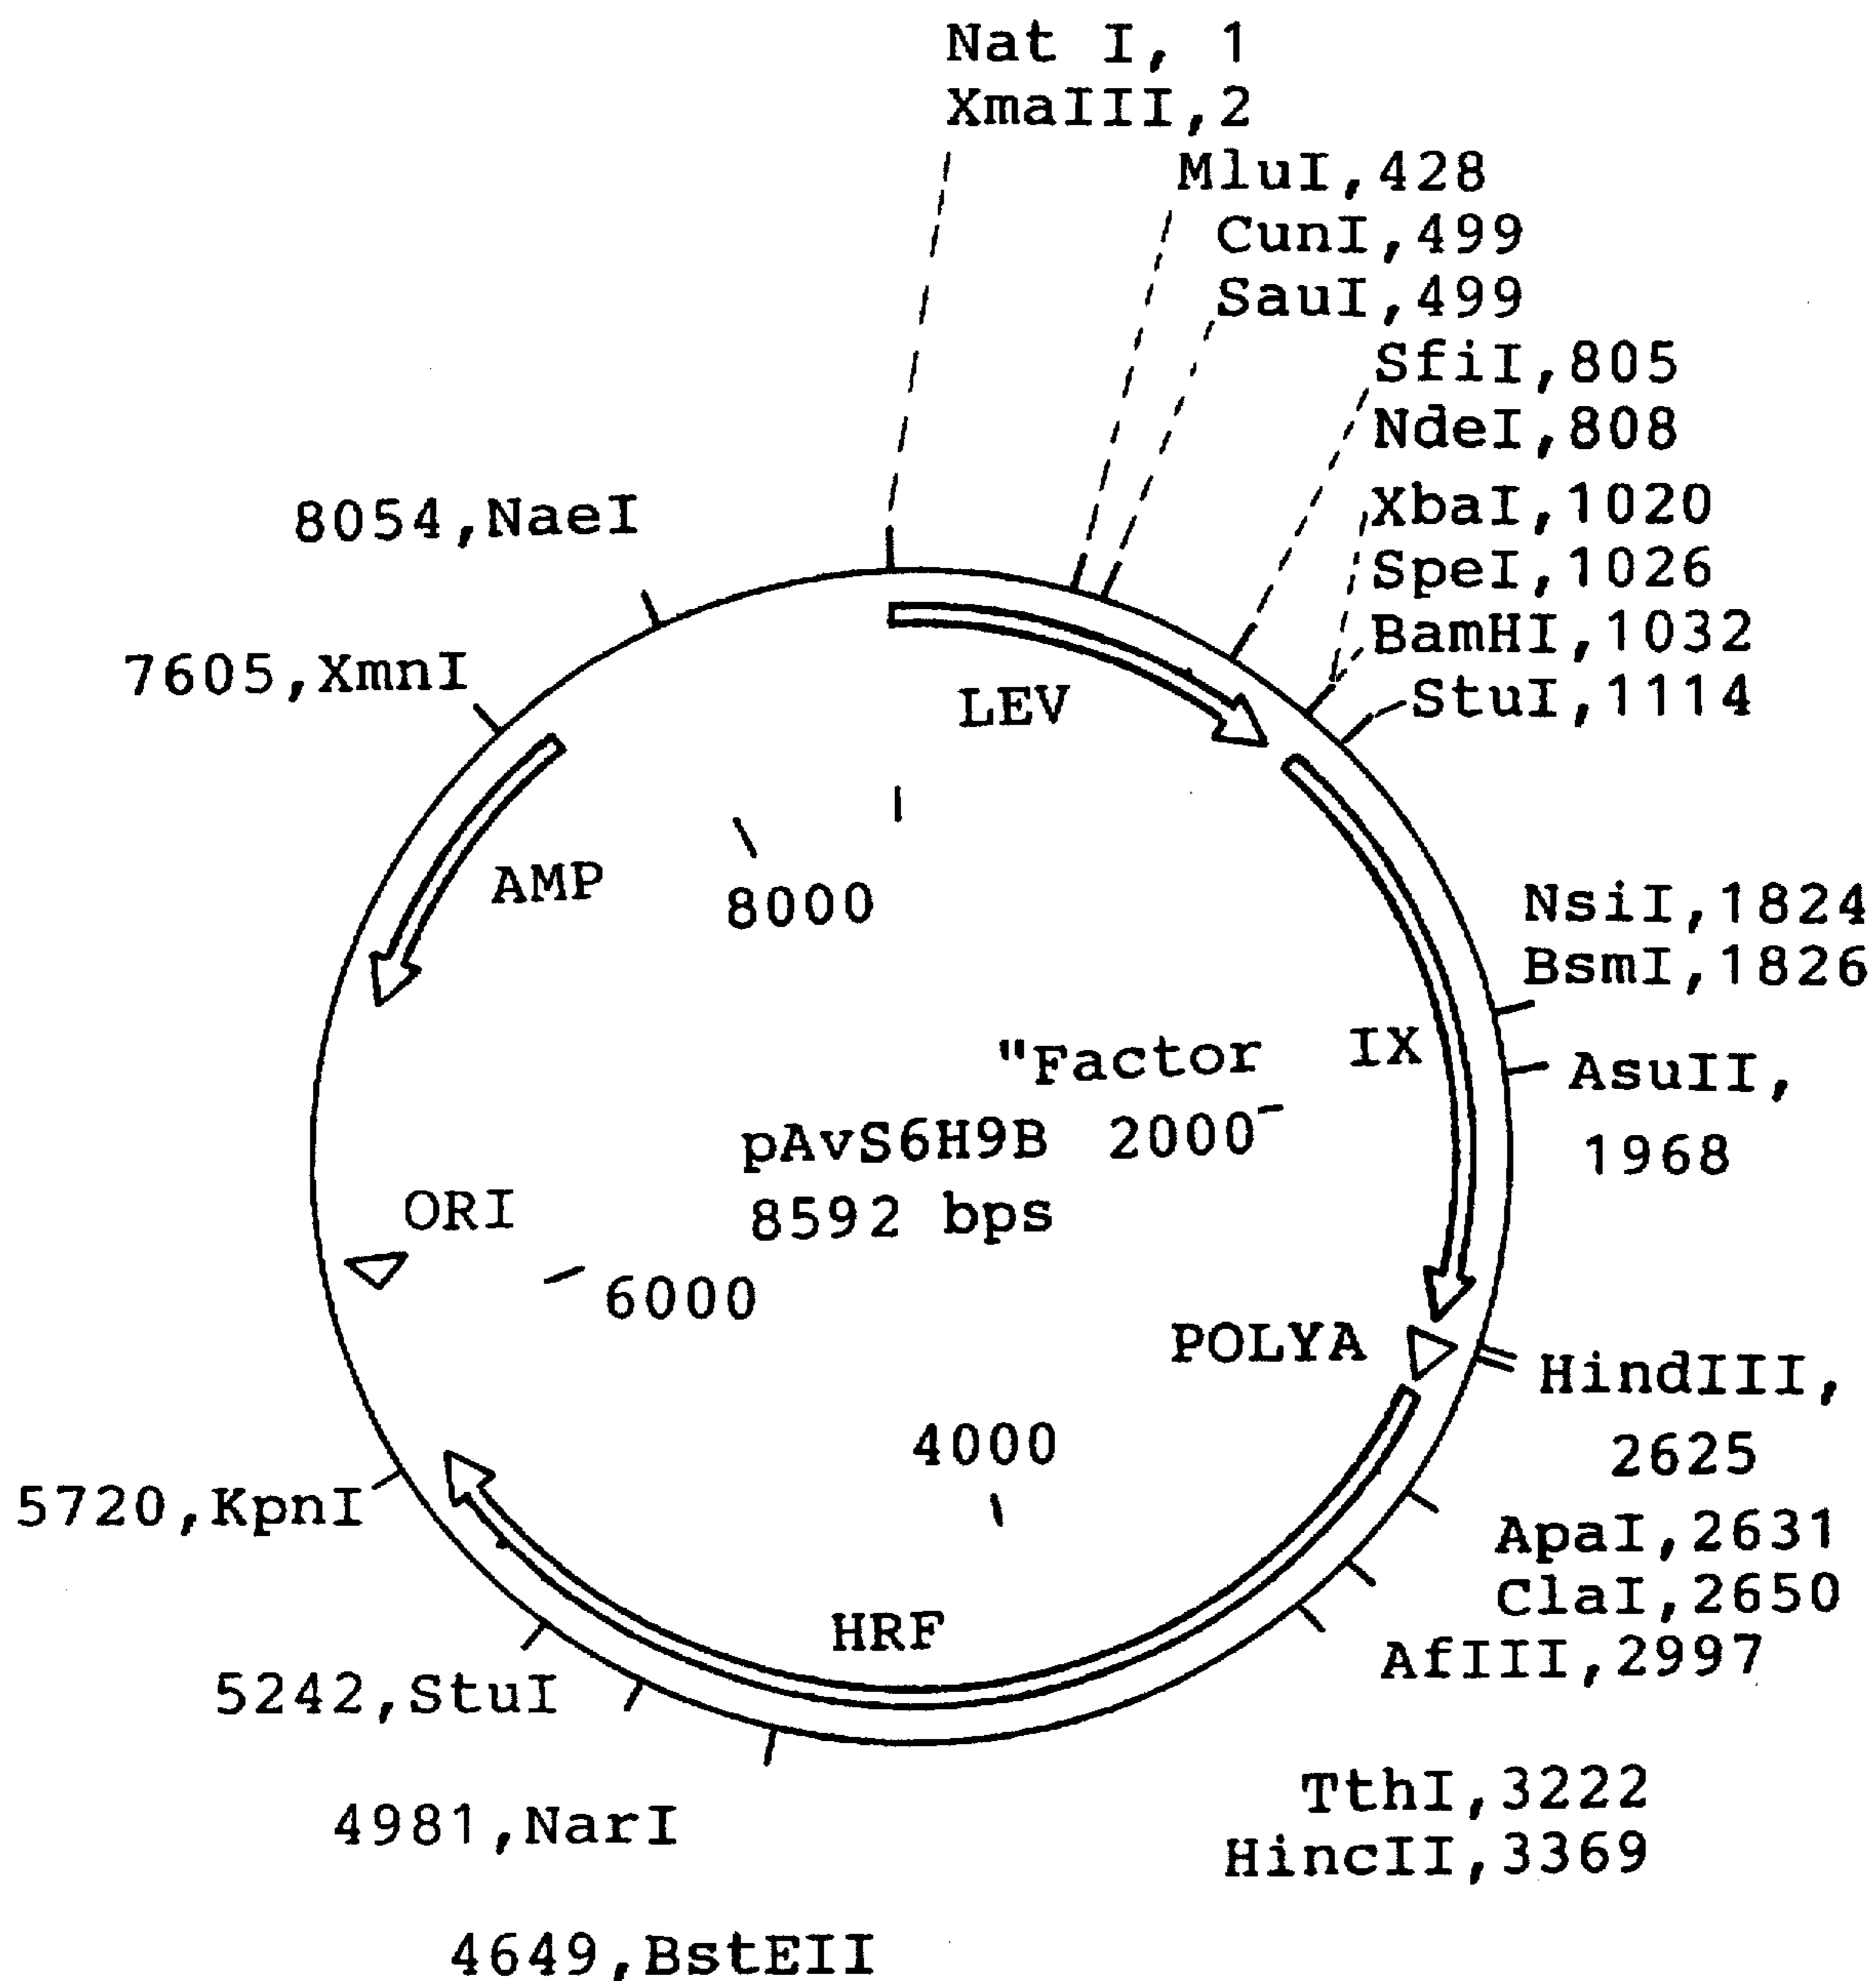 Nat I, 1
XmaIII,2
MluI,428
CunI,499
SauI,499
SfiI,805
NdeI,808
XbaI,1020
SpeI,1026
BamHI,1032
StuI,1114
8054,NaeI
7605,XmnI
LEV
AMP
8000
NsiI,1824
BsmI,1826
"Factor IX
AsuII,
1968
pAvS6H9B
2000
8592 bps
ORI
6000
POLYA
HindIII,
2625
4000
5720,KpnI
ApaI,2631
ClaI,2650
AfIII,2997
HRF
5242,StuI
TthI,3222
HincII,3369
4981,NarI
4649,BstEII